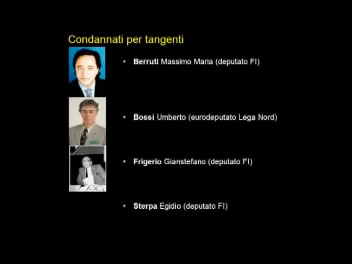 Condannati per tangenti
• Berruti Massimo Maria (deputato FI)
• Bossi Umberto (eurodeputato Lega Nord)
• Frigerio Gianstefano (deputato FI)
• Sterpa Egidio (deputato FI)